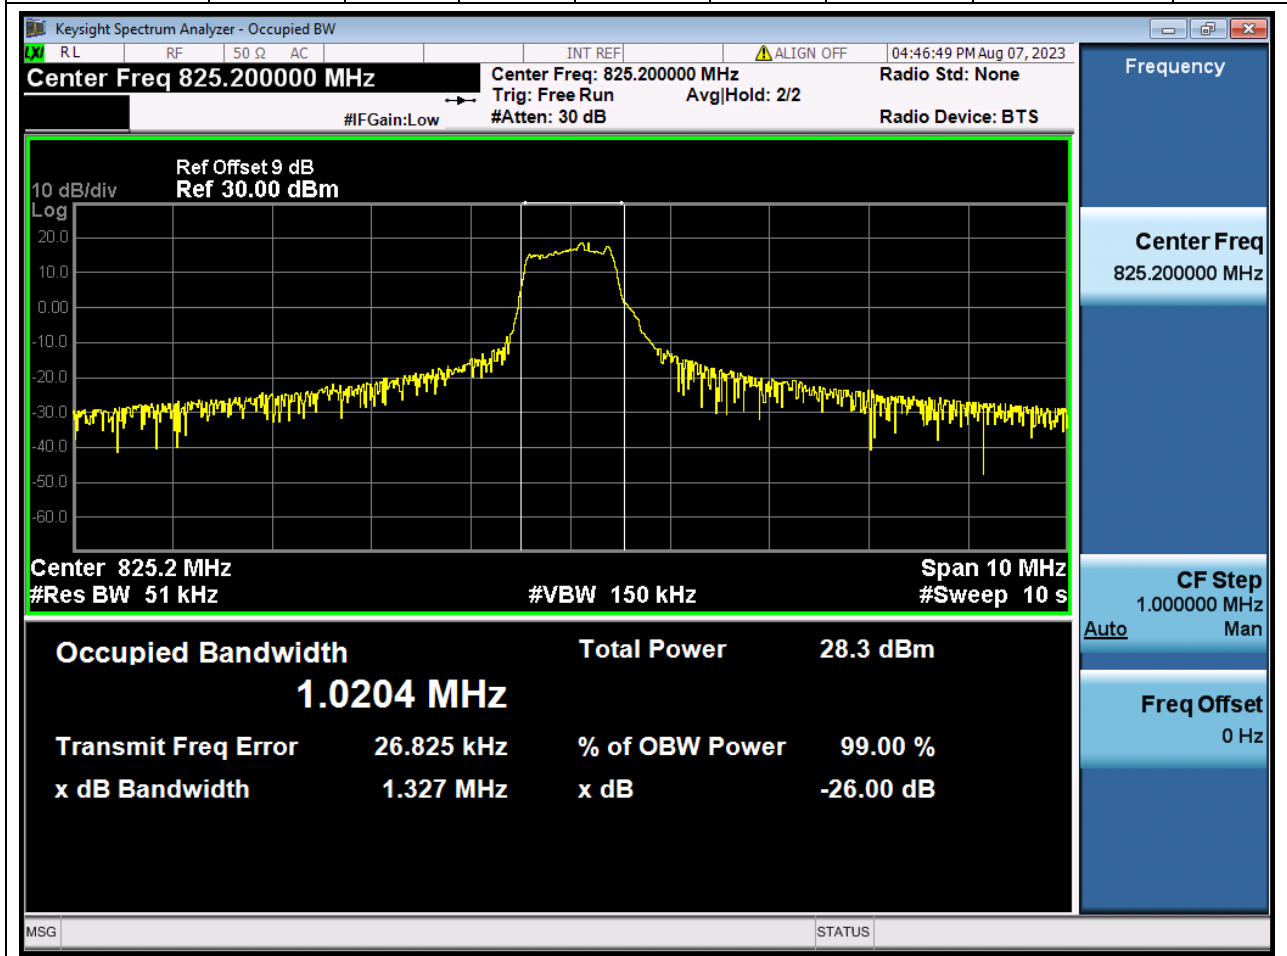 Keysight Spectrum Analyzer - Occupied BW
LXI RL RF 50 Ω AC INT REF ALIGN OFF 04:46:49 PM Aug 07, 2023
Center Freq 825.200000 MHz
Center Freq: 825.200000 MHz Radio Std: None
Trig: Free Run Avg|Hold: 2/2
#IFGain:Low #Atten: 30 dB Radio Device: BTS
Frequency
Ref Offset 9 dB
10 dB/div Ref 30.00 dBm
Log
20.0
10.0
0.00
-10.0
-20.0
-30.0
-40.0
-50.0
-60.0
Center 825.2 MHz Span 10 MHz
#Res BW 51 kHz #VBW 150 kHz #Sweep 10 s
Center Freq
825.200000 MHz
CF Step
1.000000 MHz
Auto Man
Freq Offset
0 Hz
Occupied Bandwidth Total Power 28.3 dBm
1.0204 MHz
Transmit Freq Error 26.825 kHz % of OBW Power 99.00 %
x dB Bandwidth 1.327 MHz x dB -26.00 dB
MSG STATUS